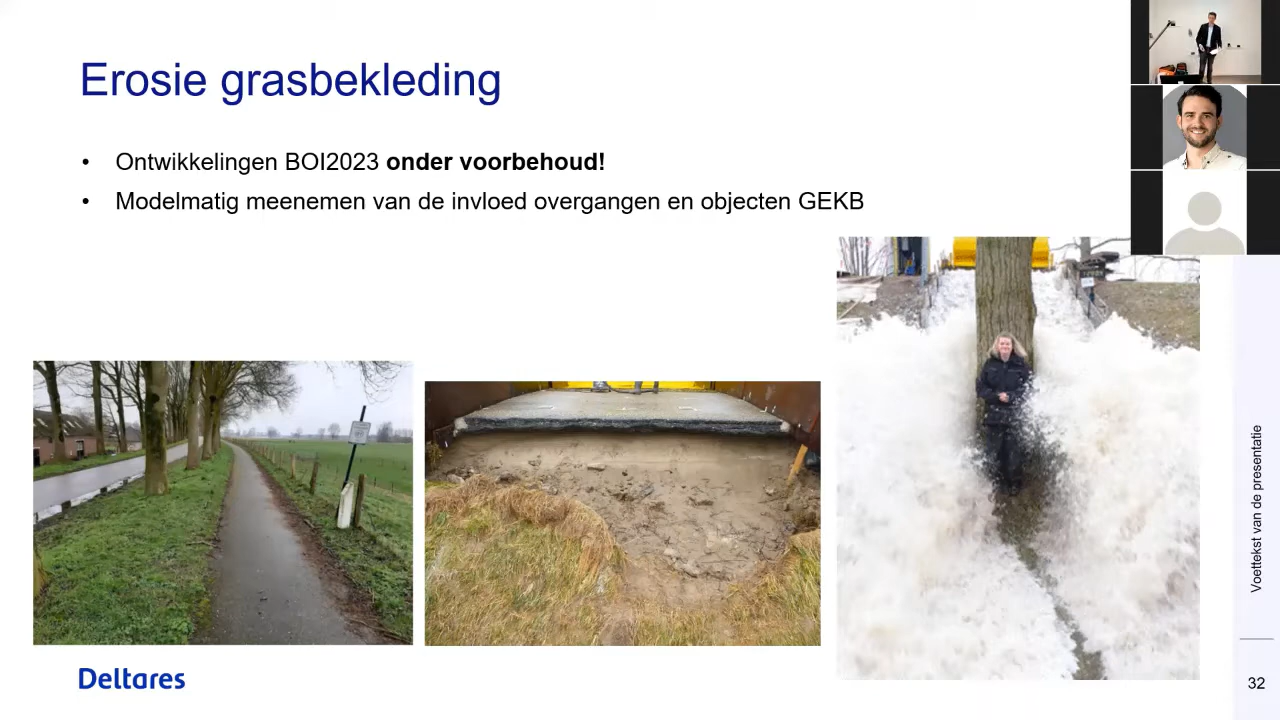 Erosie grasbekleding
• Ontwikkelingen BOI2023 onder voorbehoud!
• Modelmatig meenemen van de invloed overgangen en objecten GEKB
Deltares
Voettekst van de presentatie
32